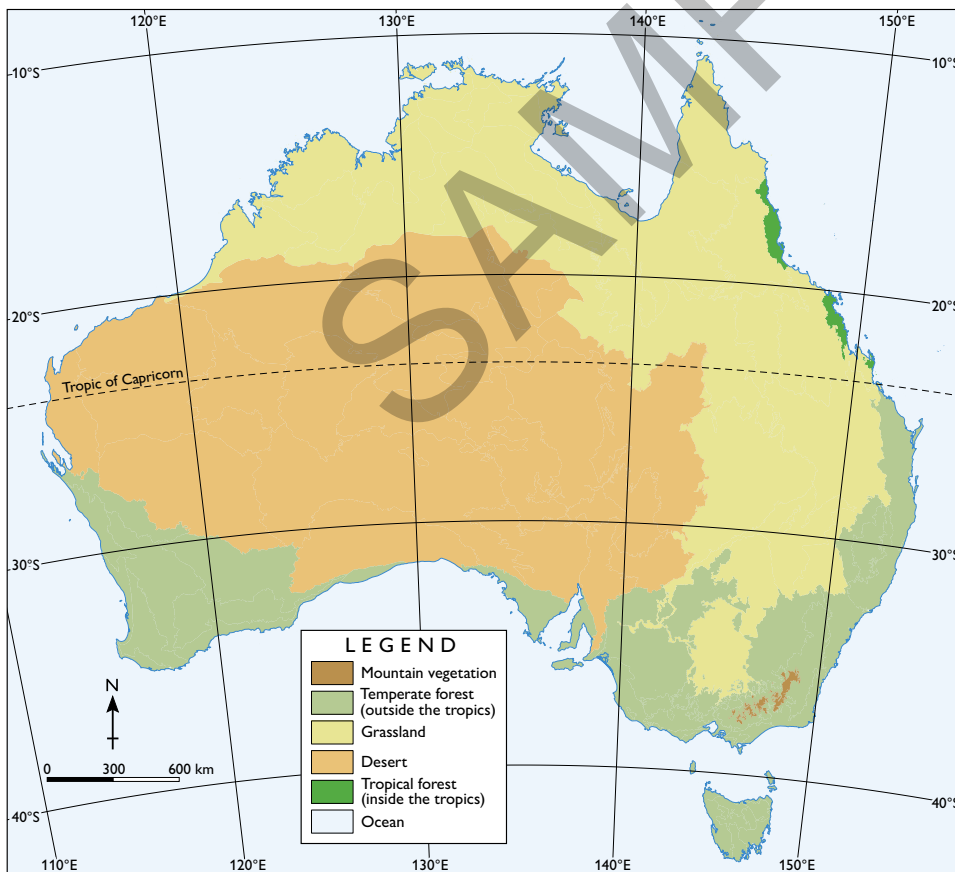 120°E 130°E 140°E 150°E
10°S 10°S
SAM
20°S 20°S
Tropic of Capricorn
30°S 30°S
LEGEND
Mountain vegetation
Temperate forest
(outside the tropics)
Grassland
Desert
Tropical forest
(inside the tropics)
Ocean
N
0 300 600 km
40°S 40°S
110°E 120°E 130°E 140°E 150°E